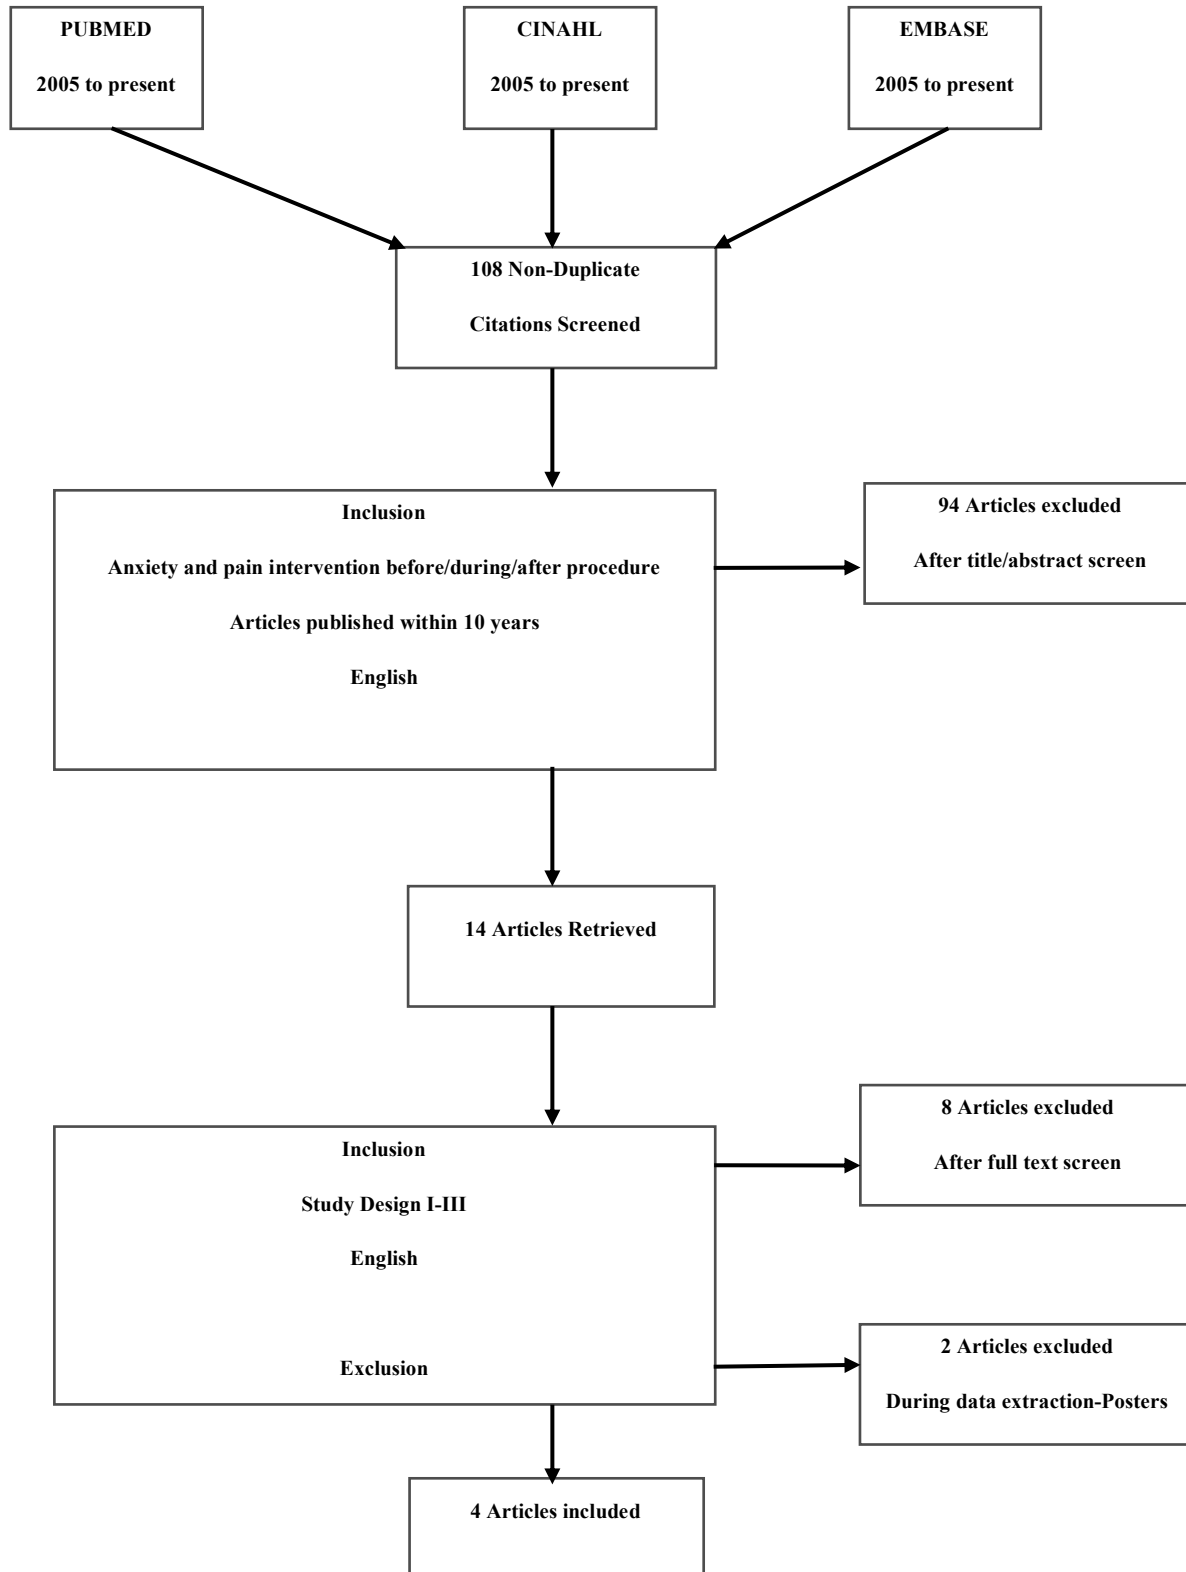 PUBMED
2005 to present
CINAHL
2005 to present
EMBASE
2005 to present
108 Non-Duplicate
Citations Screened
Inclusion
Anxiety and pain intervention before/during/after procedure
Articles published within 10 years
English
94 Articles excluded
After title/abstract screen
14 Articles Retrieved
Inclusion
Study Design I-III
English
Exclusion
8 Articles excluded
After full text screen
2 Articles excluded
During data extraction-Posters
4 Articles included